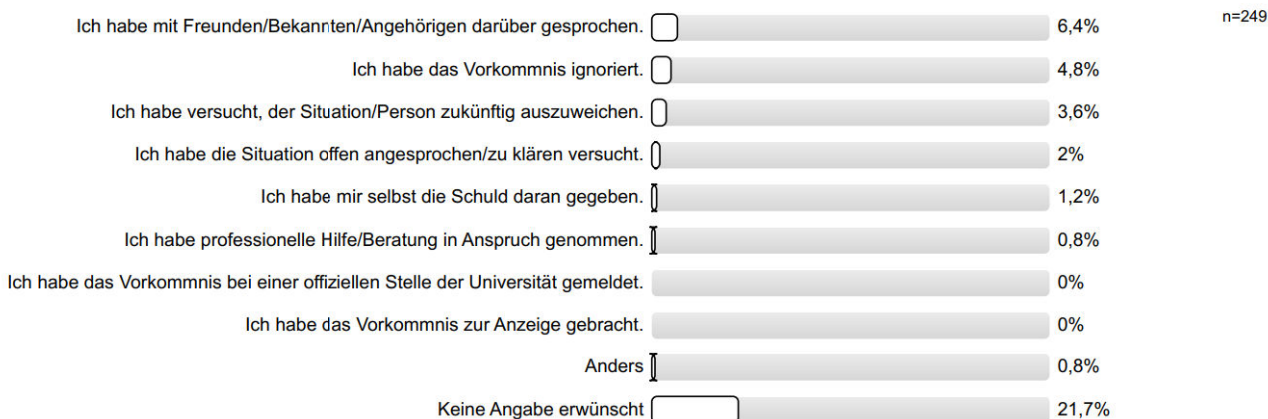 Ich habe mit Freunden/Bekannten/Angehörigen darüber gesprochen. 6,4% n=249
Ich habe das Vorkommnis ignoriert. 4,8%
Ich habe versucht, der Situation/Person zukünftig auszuweichen. 3,6%
Ich habe die Situation offen angesprochen/zu klären versucht. 2%
Ich habe mir selbst die Schuld daran gegeben. 1,2%
Ich habe professionelle Hilfe/Beratung in Anspruch genommen. 0,8%
Ich habe das Vorkommnis bei einer offiziellen Stelle der Universität gemeldet. 0%
Ich habe das Vorkommnis zur Anzeige gebracht. 0%
Anders 0,8%
Keine Angabe erwünscht 21,7%